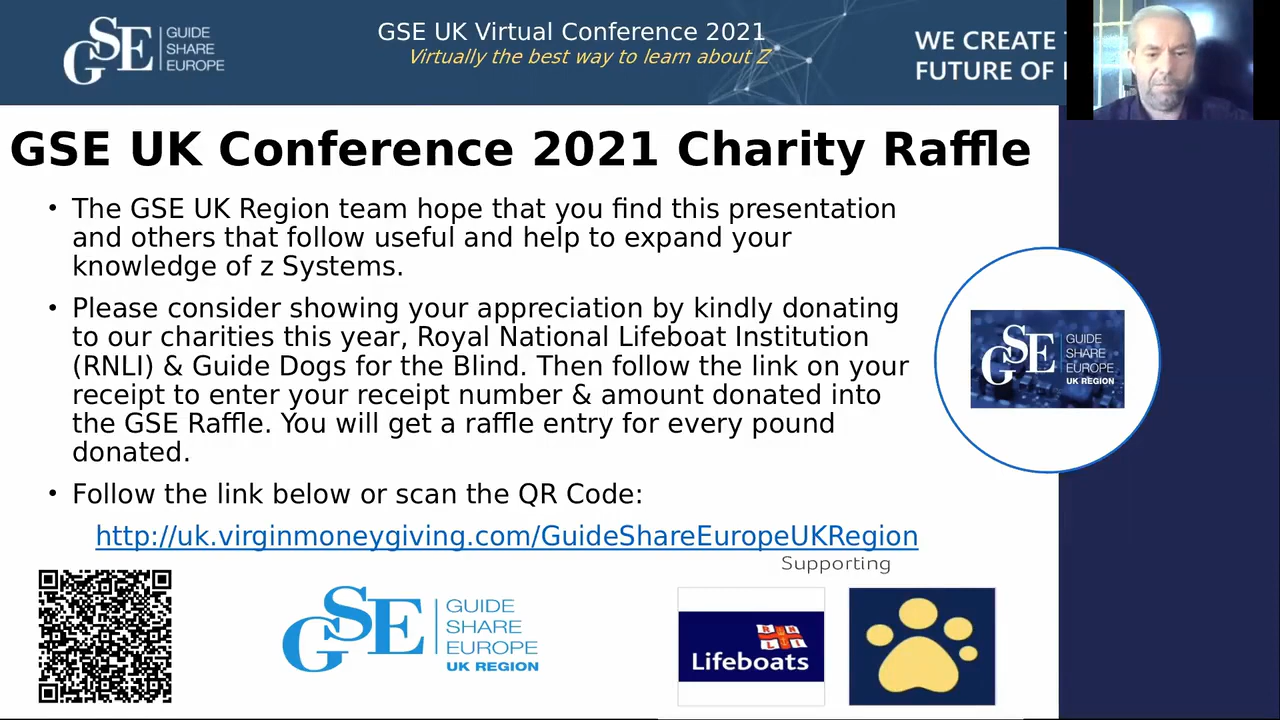 GSE GUIDE SHARE EUROPE
GSE UK Virtual Conference 2021
Virtually the best way to learn about Z
WE CREATE
FUTURE OF
GSE UK Conference 2021 Charity Raffle
• The GSE UK Region team hope that you find this presentation
and others that follow useful and help to expand your
knowledge of z Systems.
• Please consider showing your appreciation by kindly donating
to our charities this year, Royal National Lifeboat Institution
(RNLI) & Guide Dogs for the Blind. Then follow the link on your
receipt to enter your receipt number & amount donated into
the GSE Raffle. You will get a raffle entry for every pound
donated.
• Follow the link below or scan the QR Code:
http://uk.virginmoneygiving.com/GuideShareEuropeUKRegion
GSE GUIDE SHARE EUROPE UK REGION
Supporting
GSE GUIDE SHARE EUROPE UK REGION
RNLI
Lifeboats